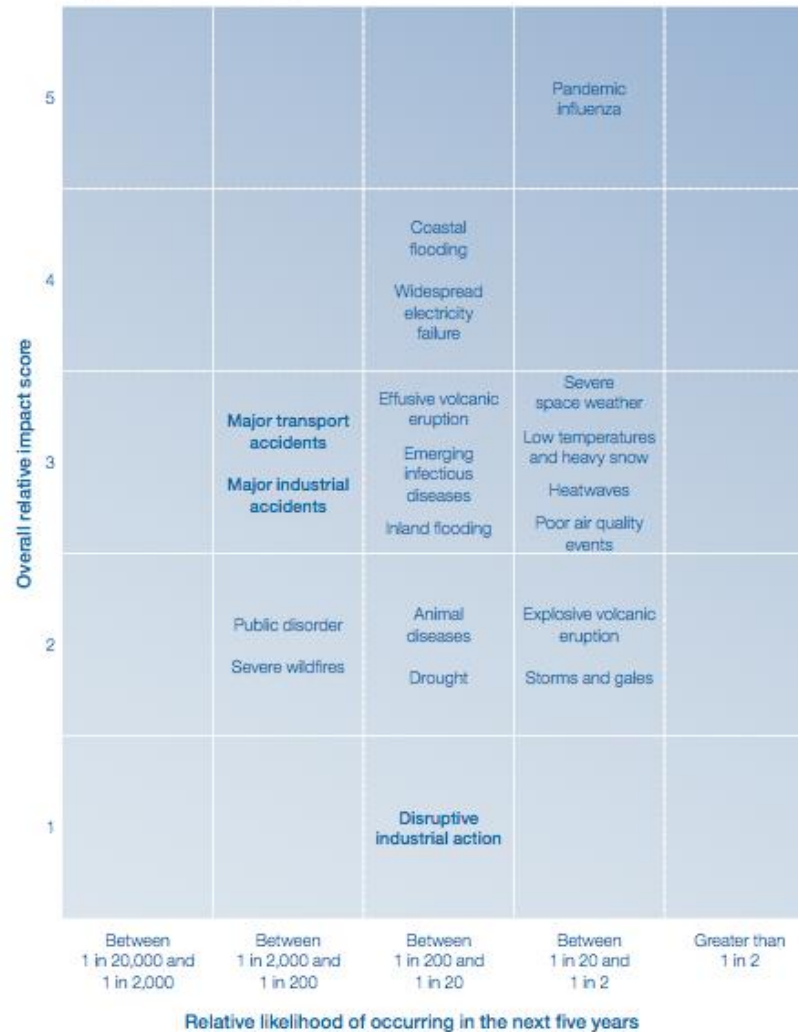 Overall relative impact score
5
Pandemic
influenza
4
Coastal
flooding
Widespread
electricity
failure
3
Major transport
accidents
Major industrial
accidents
Effusive volcanic
eruption
Emerging
infectious
diseases
Inland flooding
Severe
space weather
Low temperatures
and heavy snow
Heatwaves
Poor air quality
events
2
Public disorder
Severe wildfires
Animal
diseases
Drought
Explosive volcanic
eruption
Storms and gales
1
Disruptive
industrial action
Between
1 in 20,000 and
1 in 2,000
Between
1 in 2,000 and
1 in 200
Between
1 in 200 and
1 in 20
Between
1 in 20 and
1 in 2
Greater than
1 in 2
Relative likelihood of occurring in the next five years